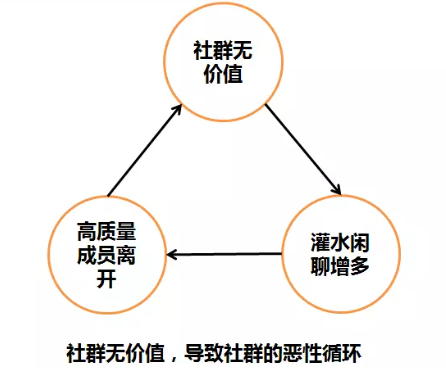 社群无
价值
高质量
成员离
开
灌水闲
聊增多
社群无价值，导致社群的恶性循环